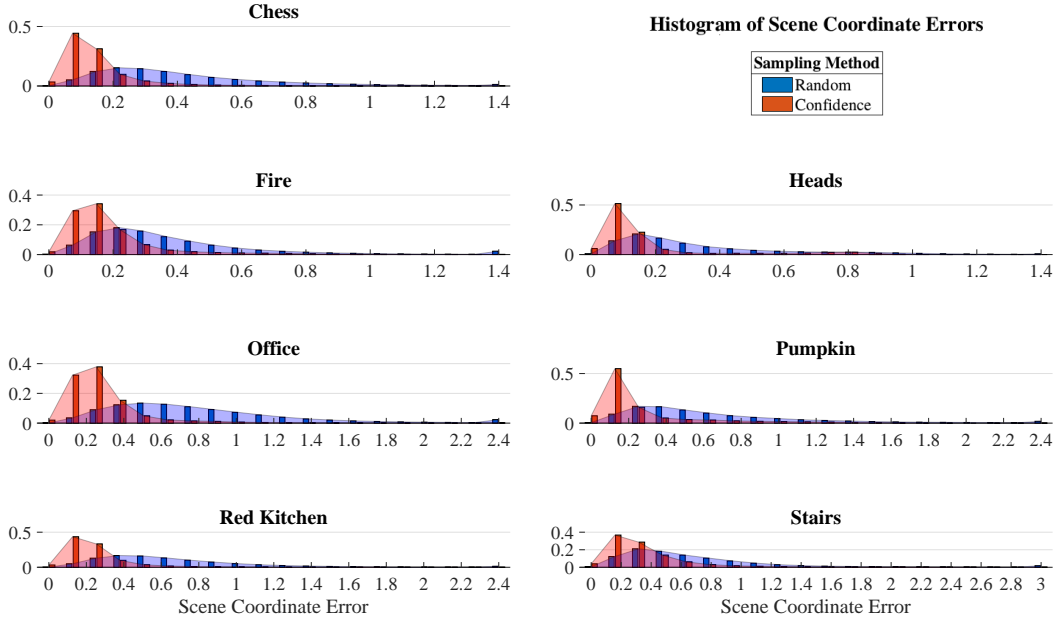 Chess
0.5
0
0 0.2 0.4 0.6 0.8 1 1.2 1.4
Histogram of Scene Coordinate Errors
Sampling Method
Random
Confidence
Fire
0.4
0.2
0
0 0.2 0.4 0.6 0.8 1 1.2 1.4
Heads
0.5
0
0 0.2 0.4 0.6 0.8 1 1.2 1.4
Office
0.4
0.2
0
0 0.2 0.4 0.6 0.8 1 1.2 1.4 1.6 1.8 2 2.2 2.4
Pumpkin
0.5
0
0 0.2 0.4 0.6 0.8 1 1.2 1.4 1.6 1.8 2 2.2 2.4
Red Kitchen
0.5
0
0 0.2 0.4 0.6 0.8 1 1.2 1.4 1.6 1.8 2 2.2 2.4
Scene Coordinate Error
Stairs
0.4
0.2
0
0 0.2 0.4 0.6 0.8 1 1.2 1.4 1.6 1.8 2 2.2 2.4 2.6 2.8 3
Scene Coordinate Error